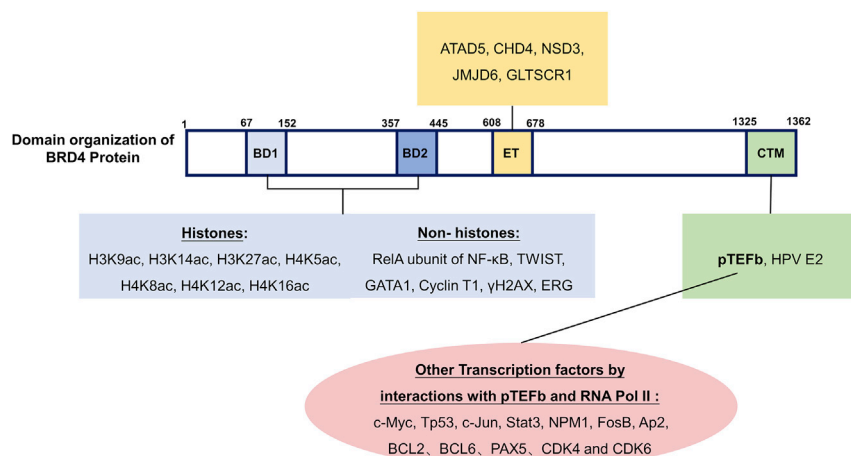 ATAD5, CHD4, NSD3,
JMJD6, GLTSCR1
1 67 152 357 445 608 678 1325 1362
Domain organization of
BRD4 Protein
BD1 BD2 ET CTM
Histones:
H3K9ac, H3K14ac, H3K27ac, H4K5ac,
H4K8ac, H4K12ac, H4K16ac
Non- histones:
RelA ubunit of NF-κB, TWIST,
GATA1, Cyclin T1, γH2AX, ERG
pTEFb, HPV E2
Other Transcription factors by
interactions with pTEFb and RNA Pol II :
c-Myc, Tp53, c-Jun, Stat3, NPM1, FosB, Ap2,
BCL2、BCL6、PAX5、CDK4 and CDK6